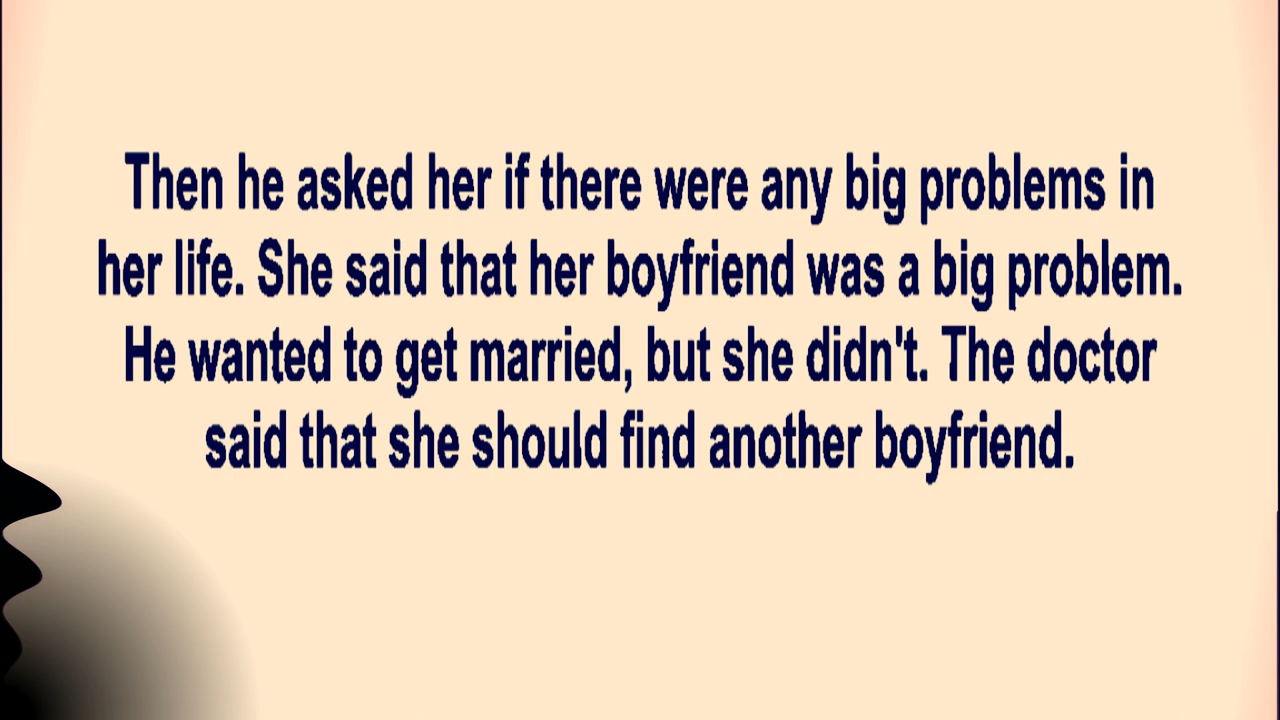 Then he asked her if there were any big problems in
her life. She said that her boyfriend was a big problem.
He wanted to get married, but she didn't. The doctor
said that she should find another boyfriend.